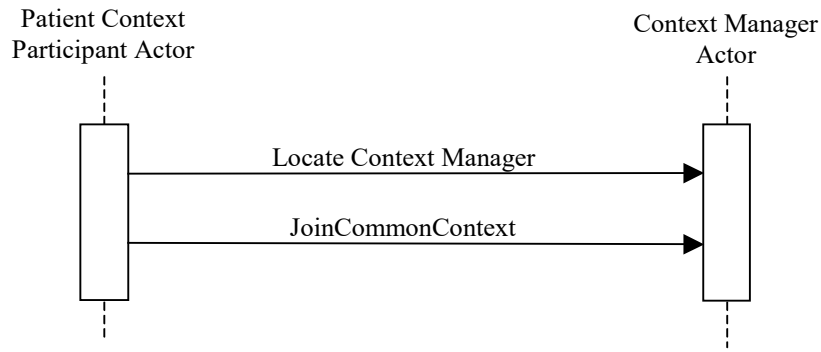 Patient Context
Participant Actor
Context Manager
Actor
Locate Context Manager
JoinCommonContext